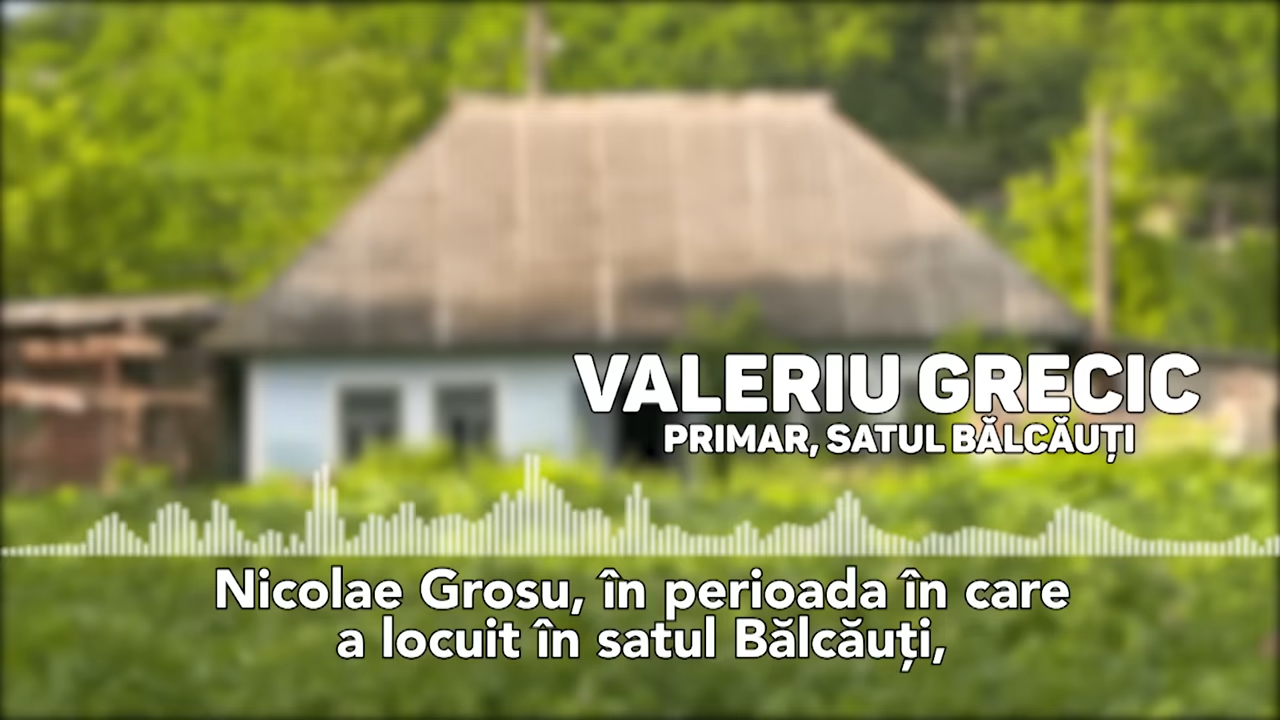 VALERIU GRECIC
PRIMAR, SATUL BĂLCĂUȚI
Nicolae Grosu, în perioada în care
a locuit în satul Bălcăuți,